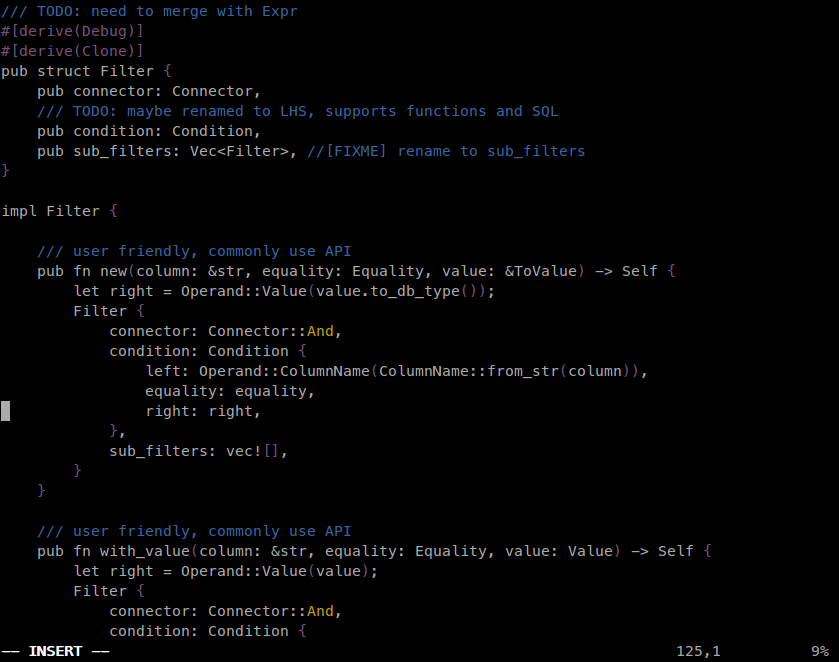 /// TODO: need to merge with Expr
#[derive(Debug)]
#[derive(Clone)]
pub struct Filter {
    pub connector: Connector,
    /// TODO: maybe renamed to LHS, supports functions and SQL
    pub condition: Condition,
    pub sub_filters: Vec<Filter>, //[FIXME] rename to sub_filters
}

impl Filter {

    /// user friendly, commonly use API
    pub fn new(column: &str, equality: Equality, value: &ToValue) -> Self {
        let right = Operand::Value(value.to_db_type());
        Filter {
            connector: Connector::And,
            condition: Condition {
                left: Operand::ColumnName(ColumnName::from_str(column)),
                equality: equality,
                right: right,
            },
            sub_filters: vec![],
        }
    }

    /// user friendly, commonly use API
    pub fn with_value(column: &str, equality: Equality, value: Value) -> Self {
        let right = Operand::Value(value);
        Filter {
            connector: Connector::And,
            condition: Condition {
-- INSERT -- 125,1 9%